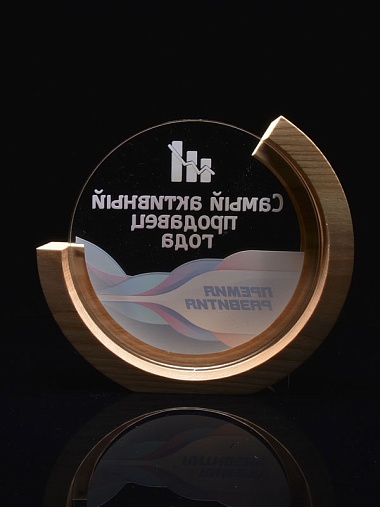 Самый активный
продавец
года
ПРЕМИЯ
РАЗВИТИЯ